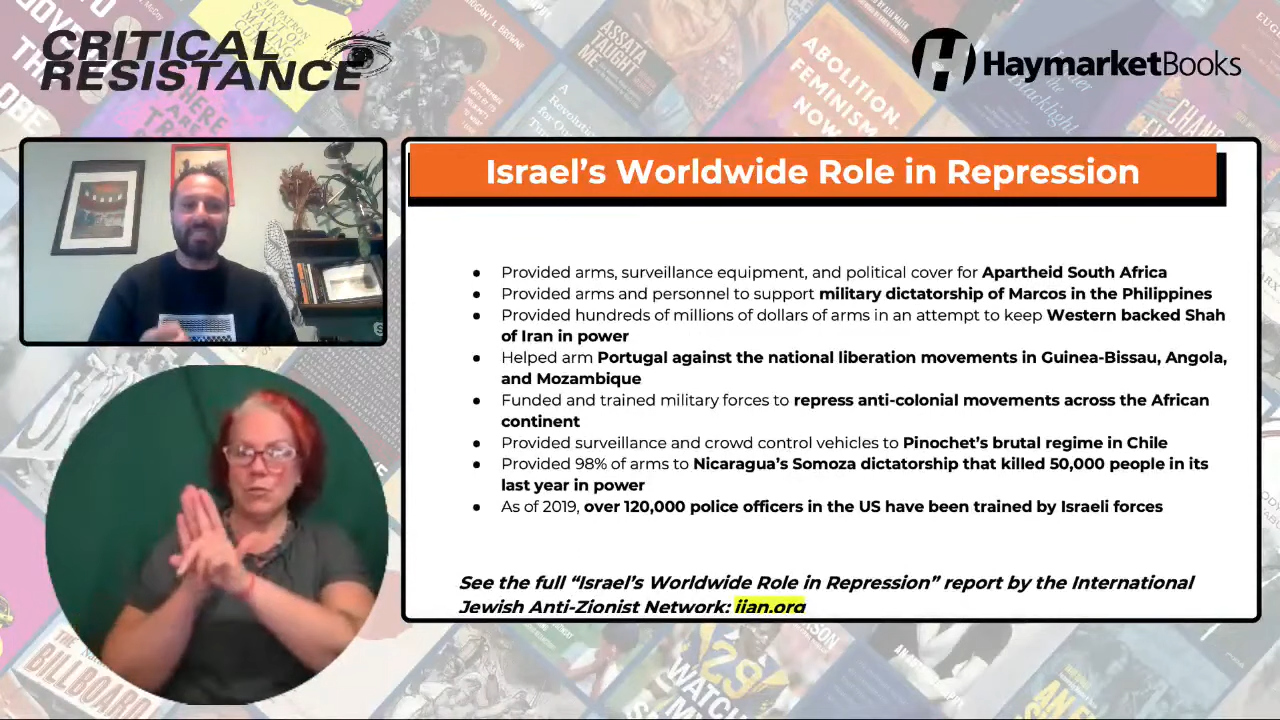 CRITICAL
RESISTANCE
HaymarketBooks
ASSATA
TAUGHT
ME
ABOLITION.
FEMINISM
NOW
Israel's Worldwide Role in Repression
● Provided arms, surveillance equipment, and political cover for Apartheid South Africa
● Provided arms and personnel to support military dictatorship of Marcos in the Philippines
● Provided hundreds of millions of dollars of arms in an attempt to keep Western backed Shah
of Iran in power
● Helped arm Portugal against the national liberation movements in Guinea-Bissau, Angola,
and Mozambique
● Funded and trained military forces to repress anti-colonial movements across the African
continent
● Provided surveillance and crowd control vehicles to Pinochet's brutal regime in Chile
● Provided 98% of arms to Nicaragua's Somoza dictatorship that killed 50,000 people in its
last year in power
● As of 2019, over 120,000 police officers in the US have been trained by Israeli forces
See the full “Israel's Worldwide Role in Repression” report by the International
Jewish Anti-Zionist Network: ijan.org
THE
BILLBOARD